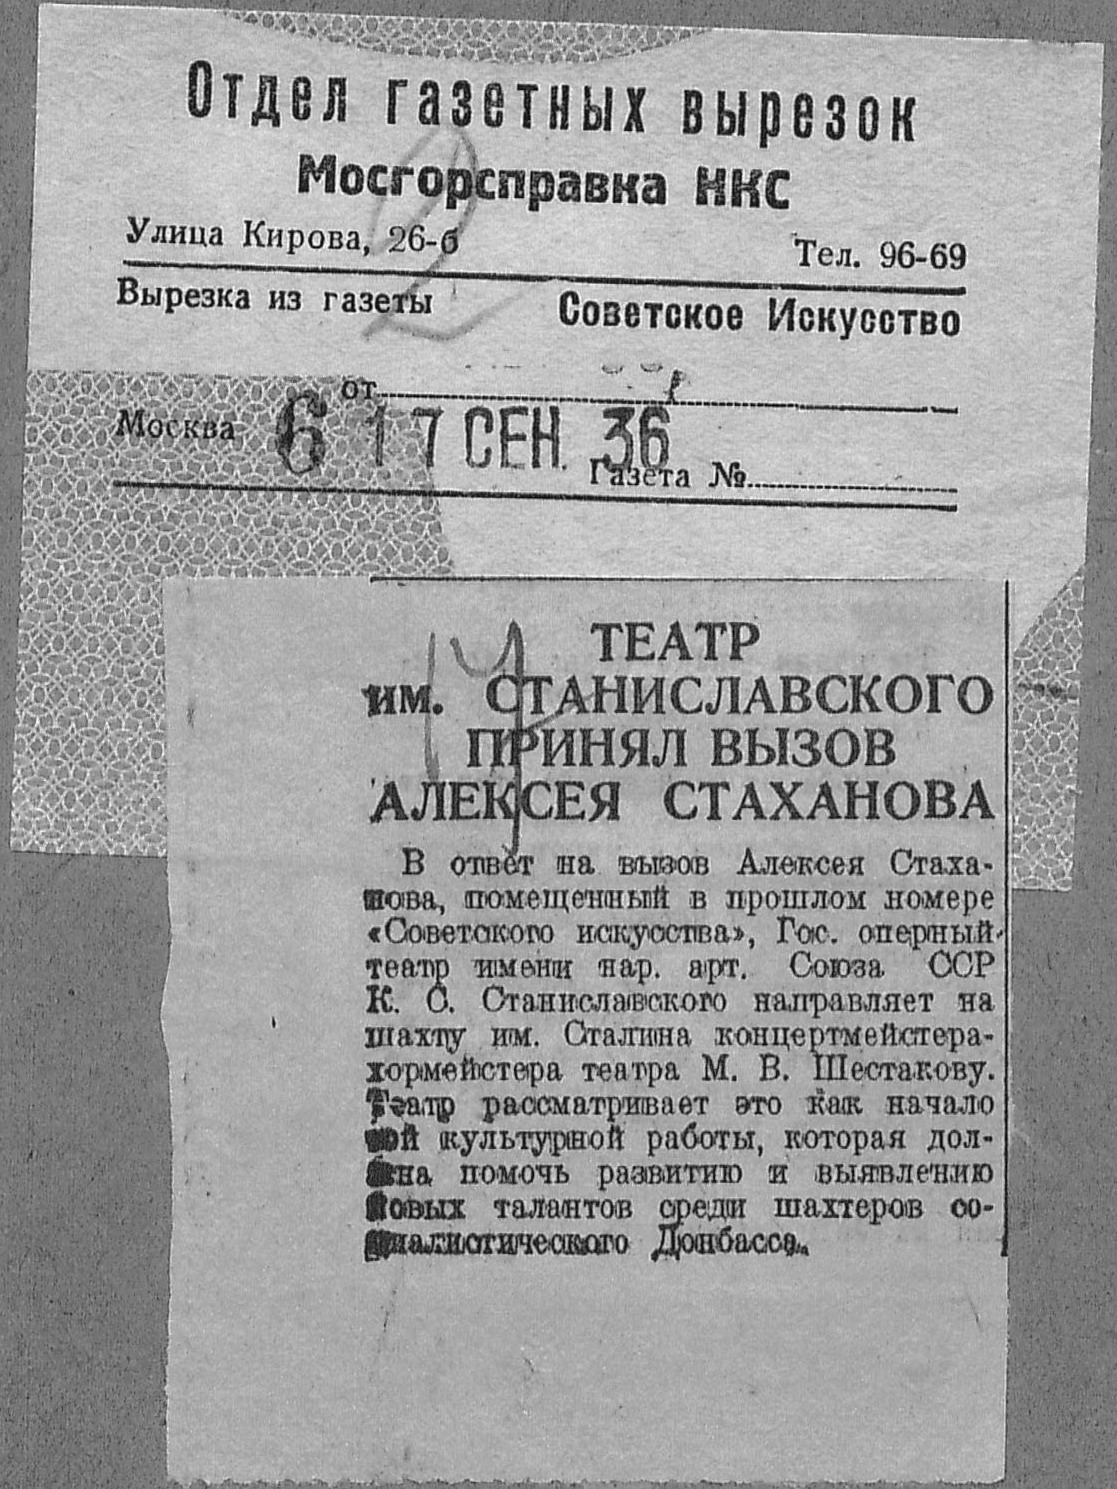 Отдел газетных вырезок
Мосгорсправка НКС
Улица Кирова, 26-б Тел. 96-69
Вырезка из газеты Советское Искусство
от
Москва 6 17 СЕН. 36
Газета №
2
14
ТЕАТР
им. СТАНИСЛАВСКОГО
ПРИНЯЛ ВЫЗОВ
АЛЕКСЕЯ СТАХАНОВА
В ответ на вызов Алексея Стаха-
нова, помещенный в прошлом номере
«Советского искусства», Гос. оперный
театр имени нар. арт. Союза ССР
К. С. Станиславского направляет на
шахту им. Сталина концертмейстера-
хормейстера театра М. В. Шестакову.
Театр рассматривает это как начало
той культурной работы, которая дол-
жна помочь развитию и выявлению
новых талантов среди шахтеров со-
циалистического Донбасса.